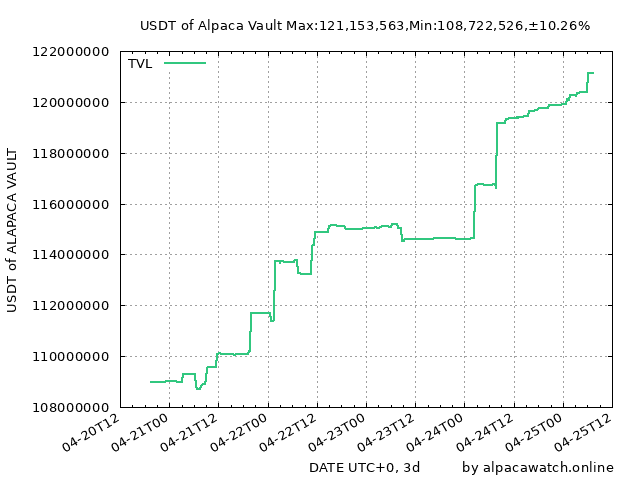 USDT of Alpaca Vault Max:121,153,563,Min:108,722,526,±10.26%
TVL
USDT of ALAPACA VAULT
122000000
120000000
118000000
116000000
114000000
112000000
110000000
108000000
04-20T12
04-21T00
04-21T12
04-22T00
04-22T12
04-23T00
04-23T12
04-24T00
04-24T12
04-25T00
04-25T12
DATE UTC+0, 3d
by alpacawatch.online